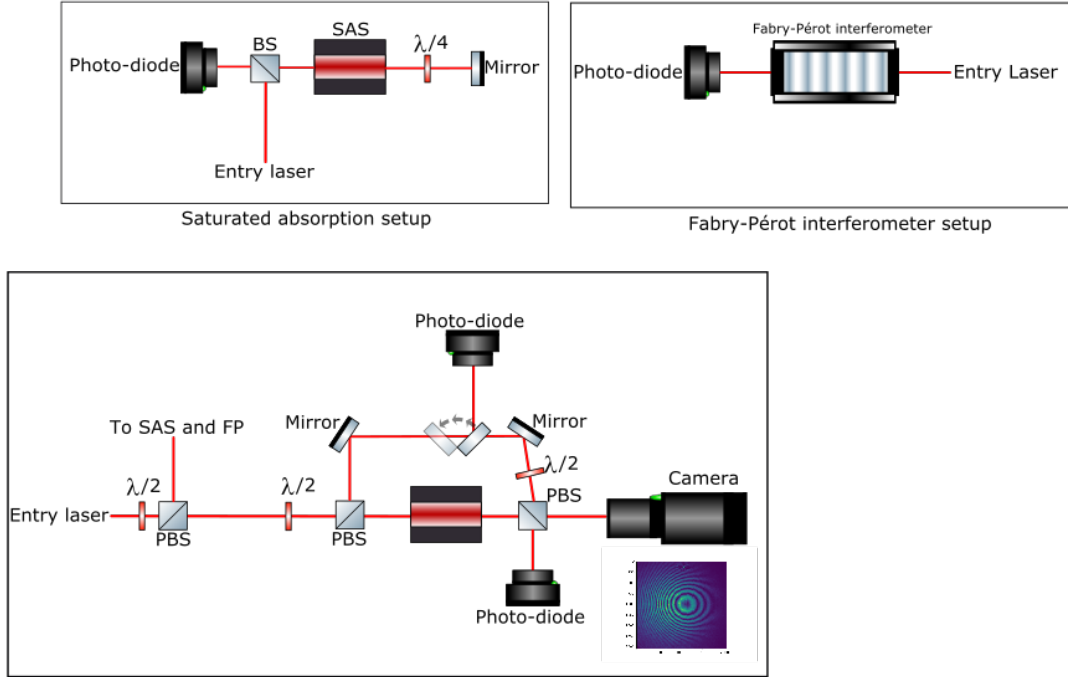 SAS
BS
λ/4
Photo-diode
Mirror
Entry laser
Saturated absorption setup
Fabry-Pérot interferometer
Photo-diode
Entry Laser
Fabry-Pérot interferometer setup
Photo-diode
Mirror
Mirror
To SAS and FP
λ/2
λ/2
λ/2
Camera
PBS
Entry laser
PBS
PBS
Photo-diode